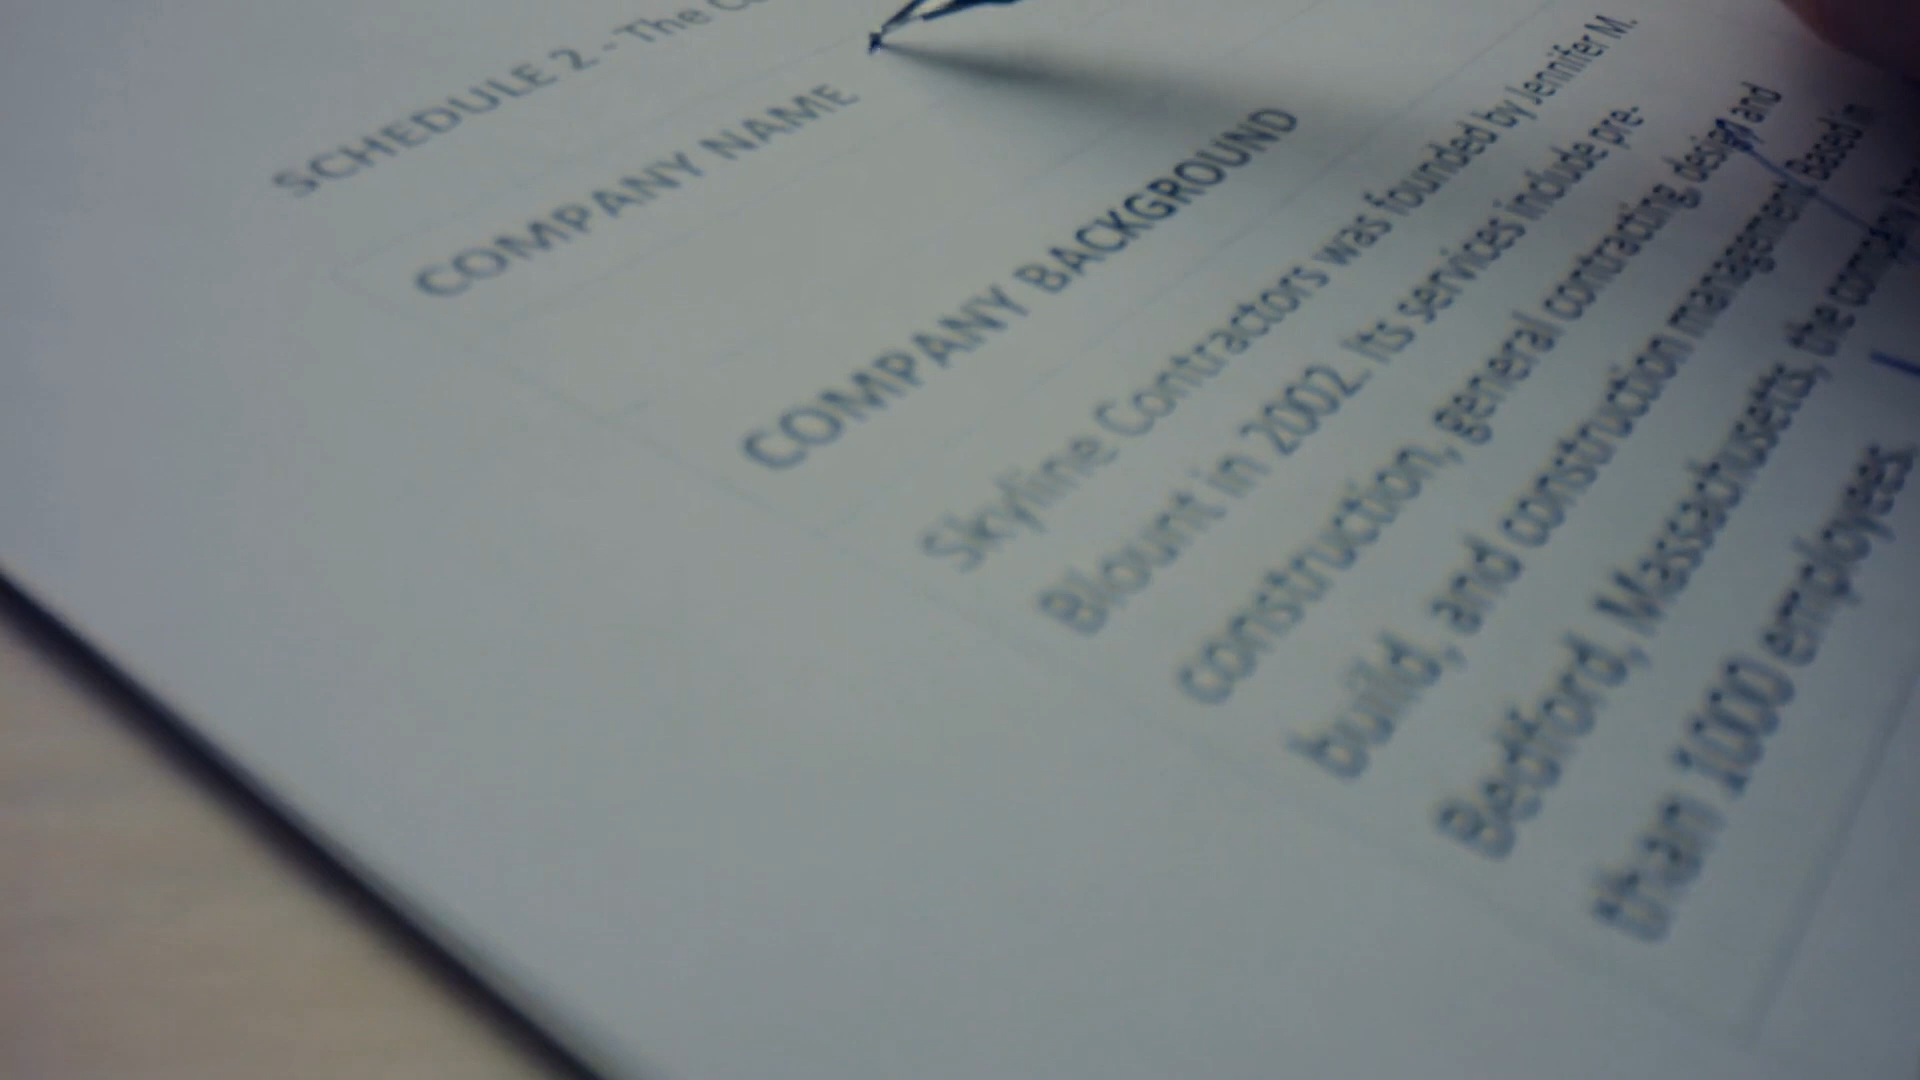 SCHEDULE 2 - The
COMPANY NAME
COMPANY BACKGROUND
Skyline Contractors was founded by Jennifer M.
Blount in 2002. Its services include pre-
construction, general contracting, design and
build, and construction management. Based in
Bedford, Massachusetts, the company
than 1000 employees.